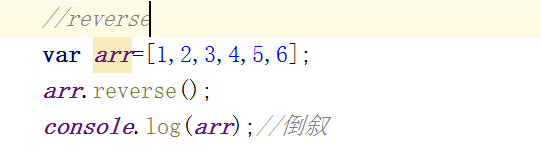 //reverse
var arr=[1,2,3,4,5,6];
arr.reverse();
console.log(arr);//倒叙